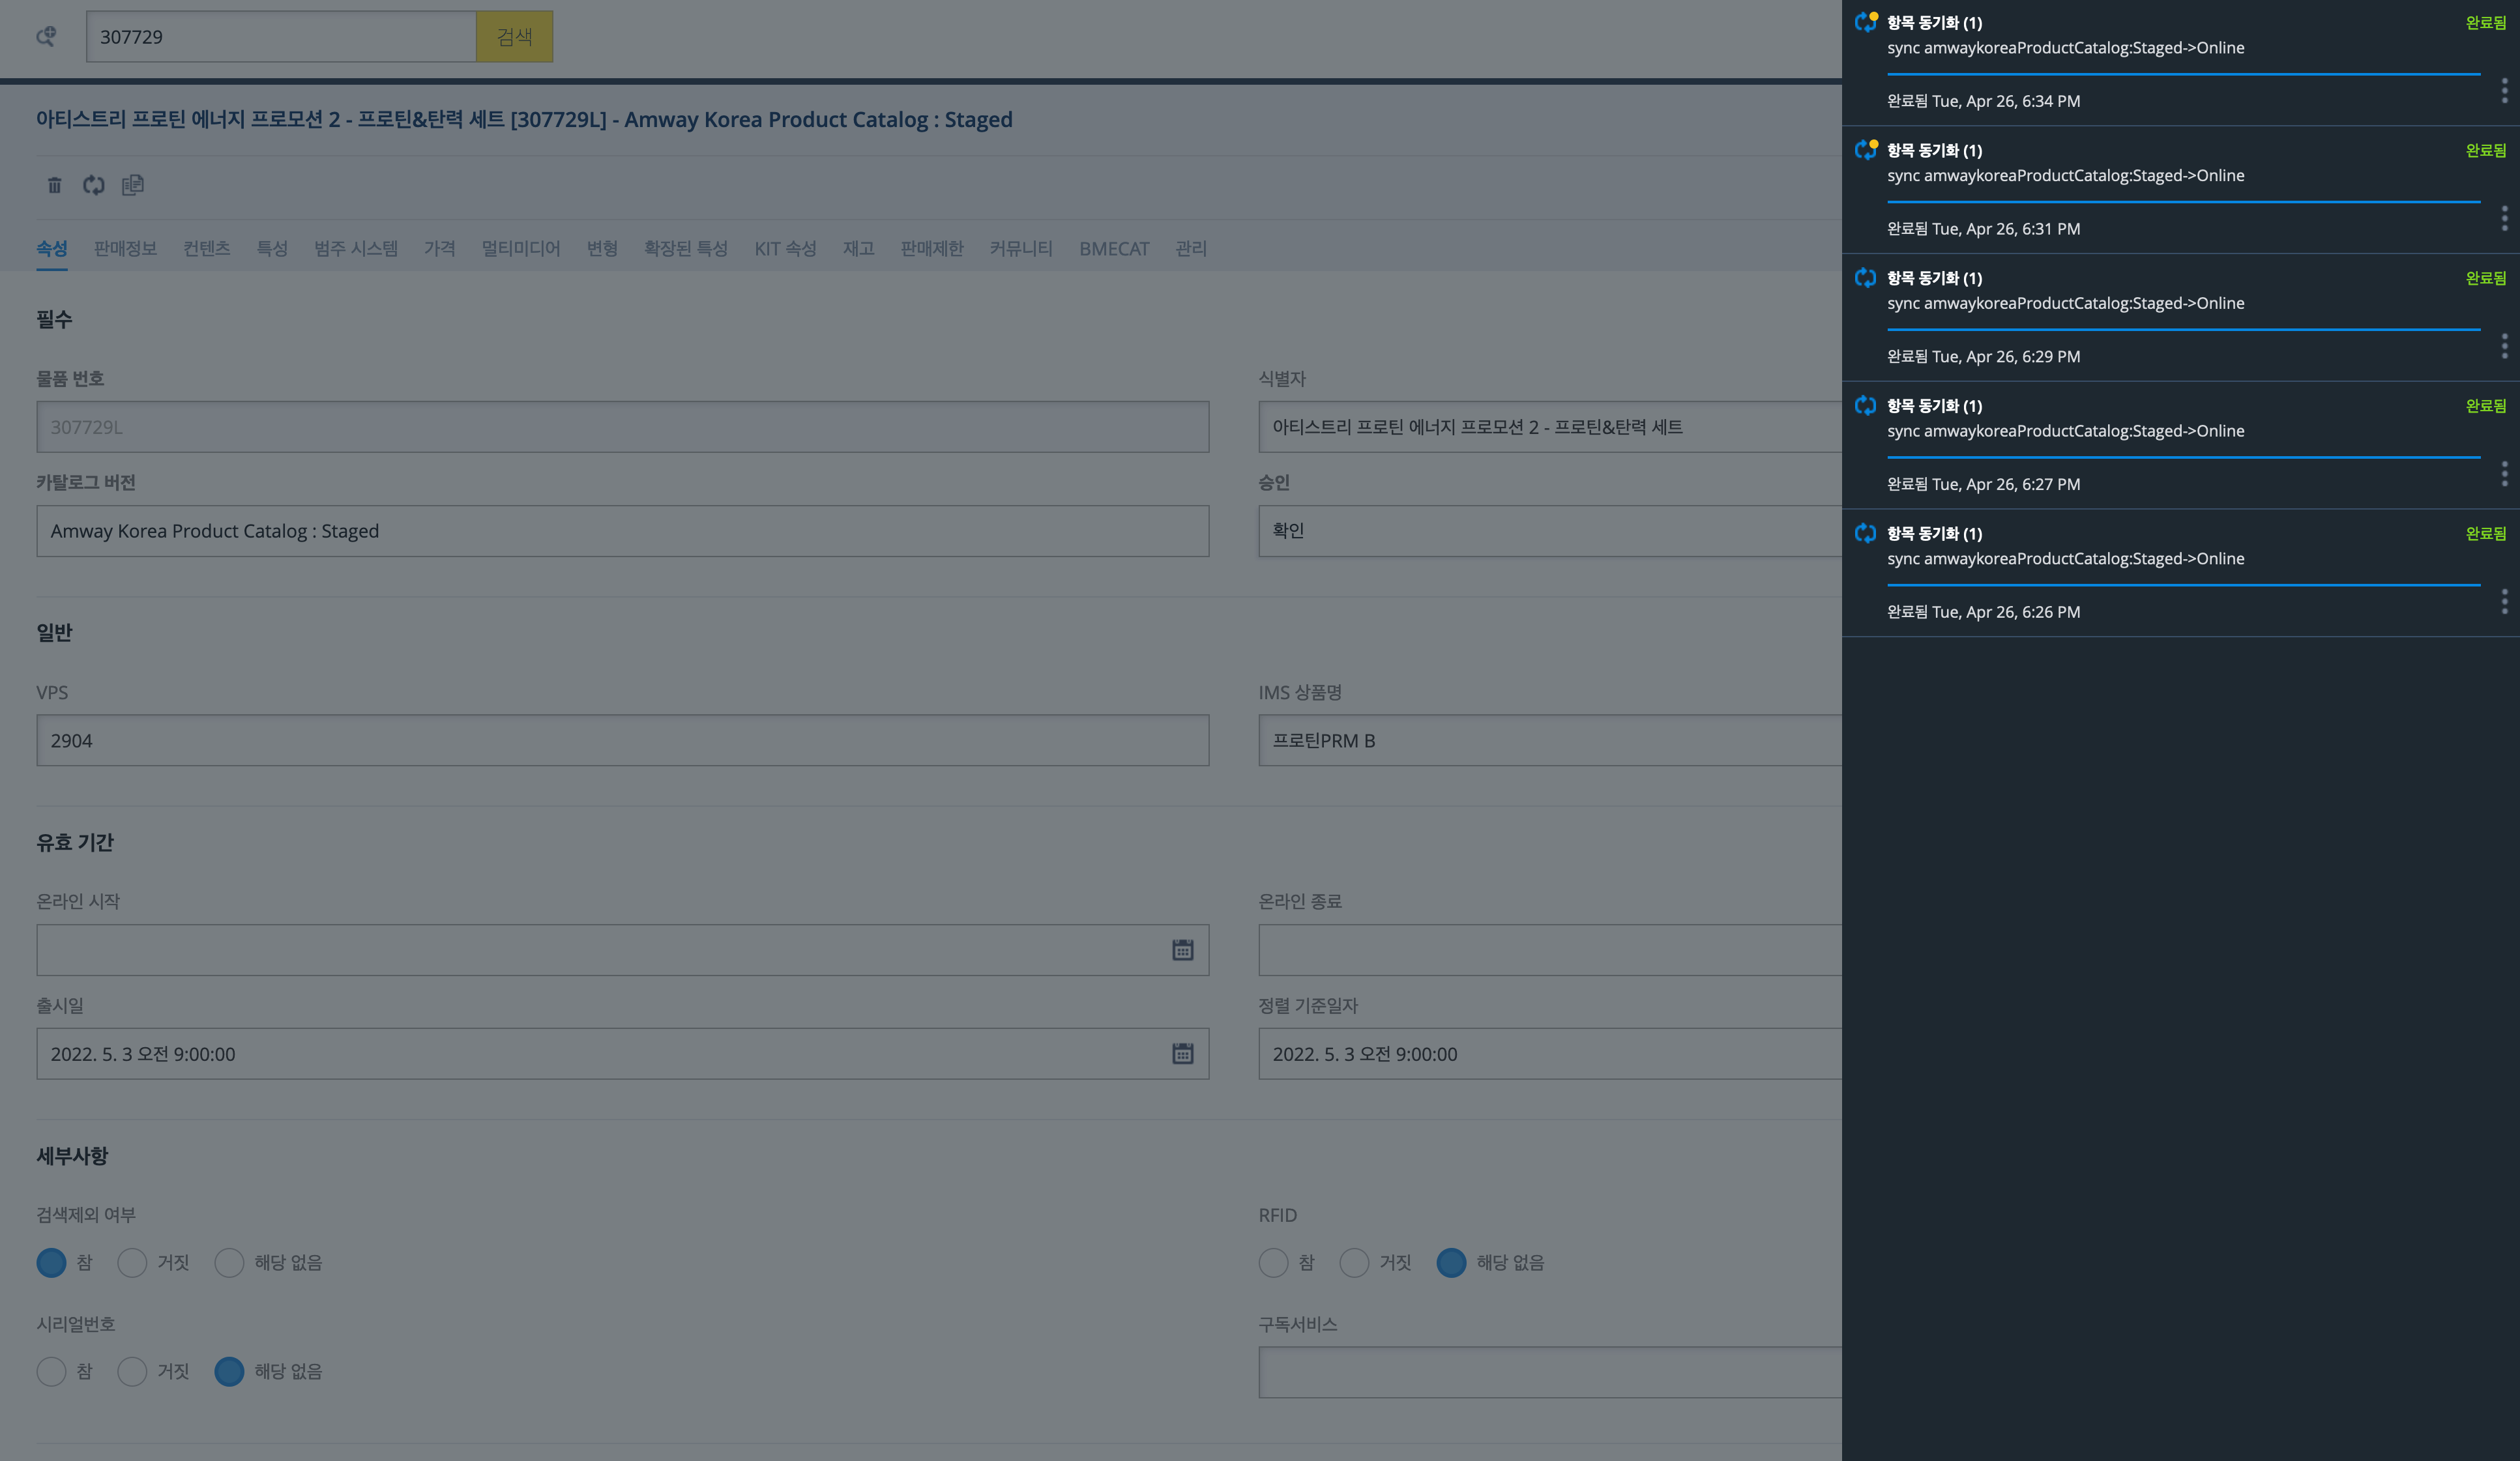 307729
검색
아티스트리 프로틴 에너지 프로모션 2 - 프로틴&탄력 세트 [307729L] - Amway Korea Product Catalog : Staged
속성 판매정보 컨텐츠 특성 범주 시스템 가격 멀티미디어 변형 확장된 특성 KIT 속성 재고 판매제한 커뮤니티 BMECAT 관리
필수
물품 번호
식별자
307729L
아티스트리 프로틴 에너지 프로모션 2 - 프로틴&탄력 세트
카탈로그 버전
승인
Amway Korea Product Catalog : Staged
확인
일반
VPS
IMS 상품명
2904
프로틴PRM B
유효 기간
온라인 시작
온라인 종료
출시일
정렬 기준일자
2022. 5. 3 오전 9:00:00
2022. 5. 3 오전 9:00:00
세부사항
검색제외 여부
RFID
참 거짓 해당 없음
참 거짓 해당 없음
시리얼번호
구독서비스
참 거짓 해당 없음
항목 동기화 (1) 완료됨
sync amwaykoreaProductCatalog:Staged->Online
완료됨 Tue, Apr 26, 6:34 PM
항목 동기화 (1) 완료됨
sync amwaykoreaProductCatalog:Staged->Online
완료됨 Tue, Apr 26, 6:31 PM
항목 동기화 (1) 완료됨
sync amwaykoreaProductCatalog:Staged->Online
완료됨 Tue, Apr 26, 6:29 PM
항목 동기화 (1) 완료됨
sync amwaykoreaProductCatalog:Staged->Online
완료됨 Tue, Apr 26, 6:27 PM
항목 동기화 (1) 완료됨
sync amwaykoreaProductCatalog:Staged->Online
완료됨 Tue, Apr 26, 6:26 PM